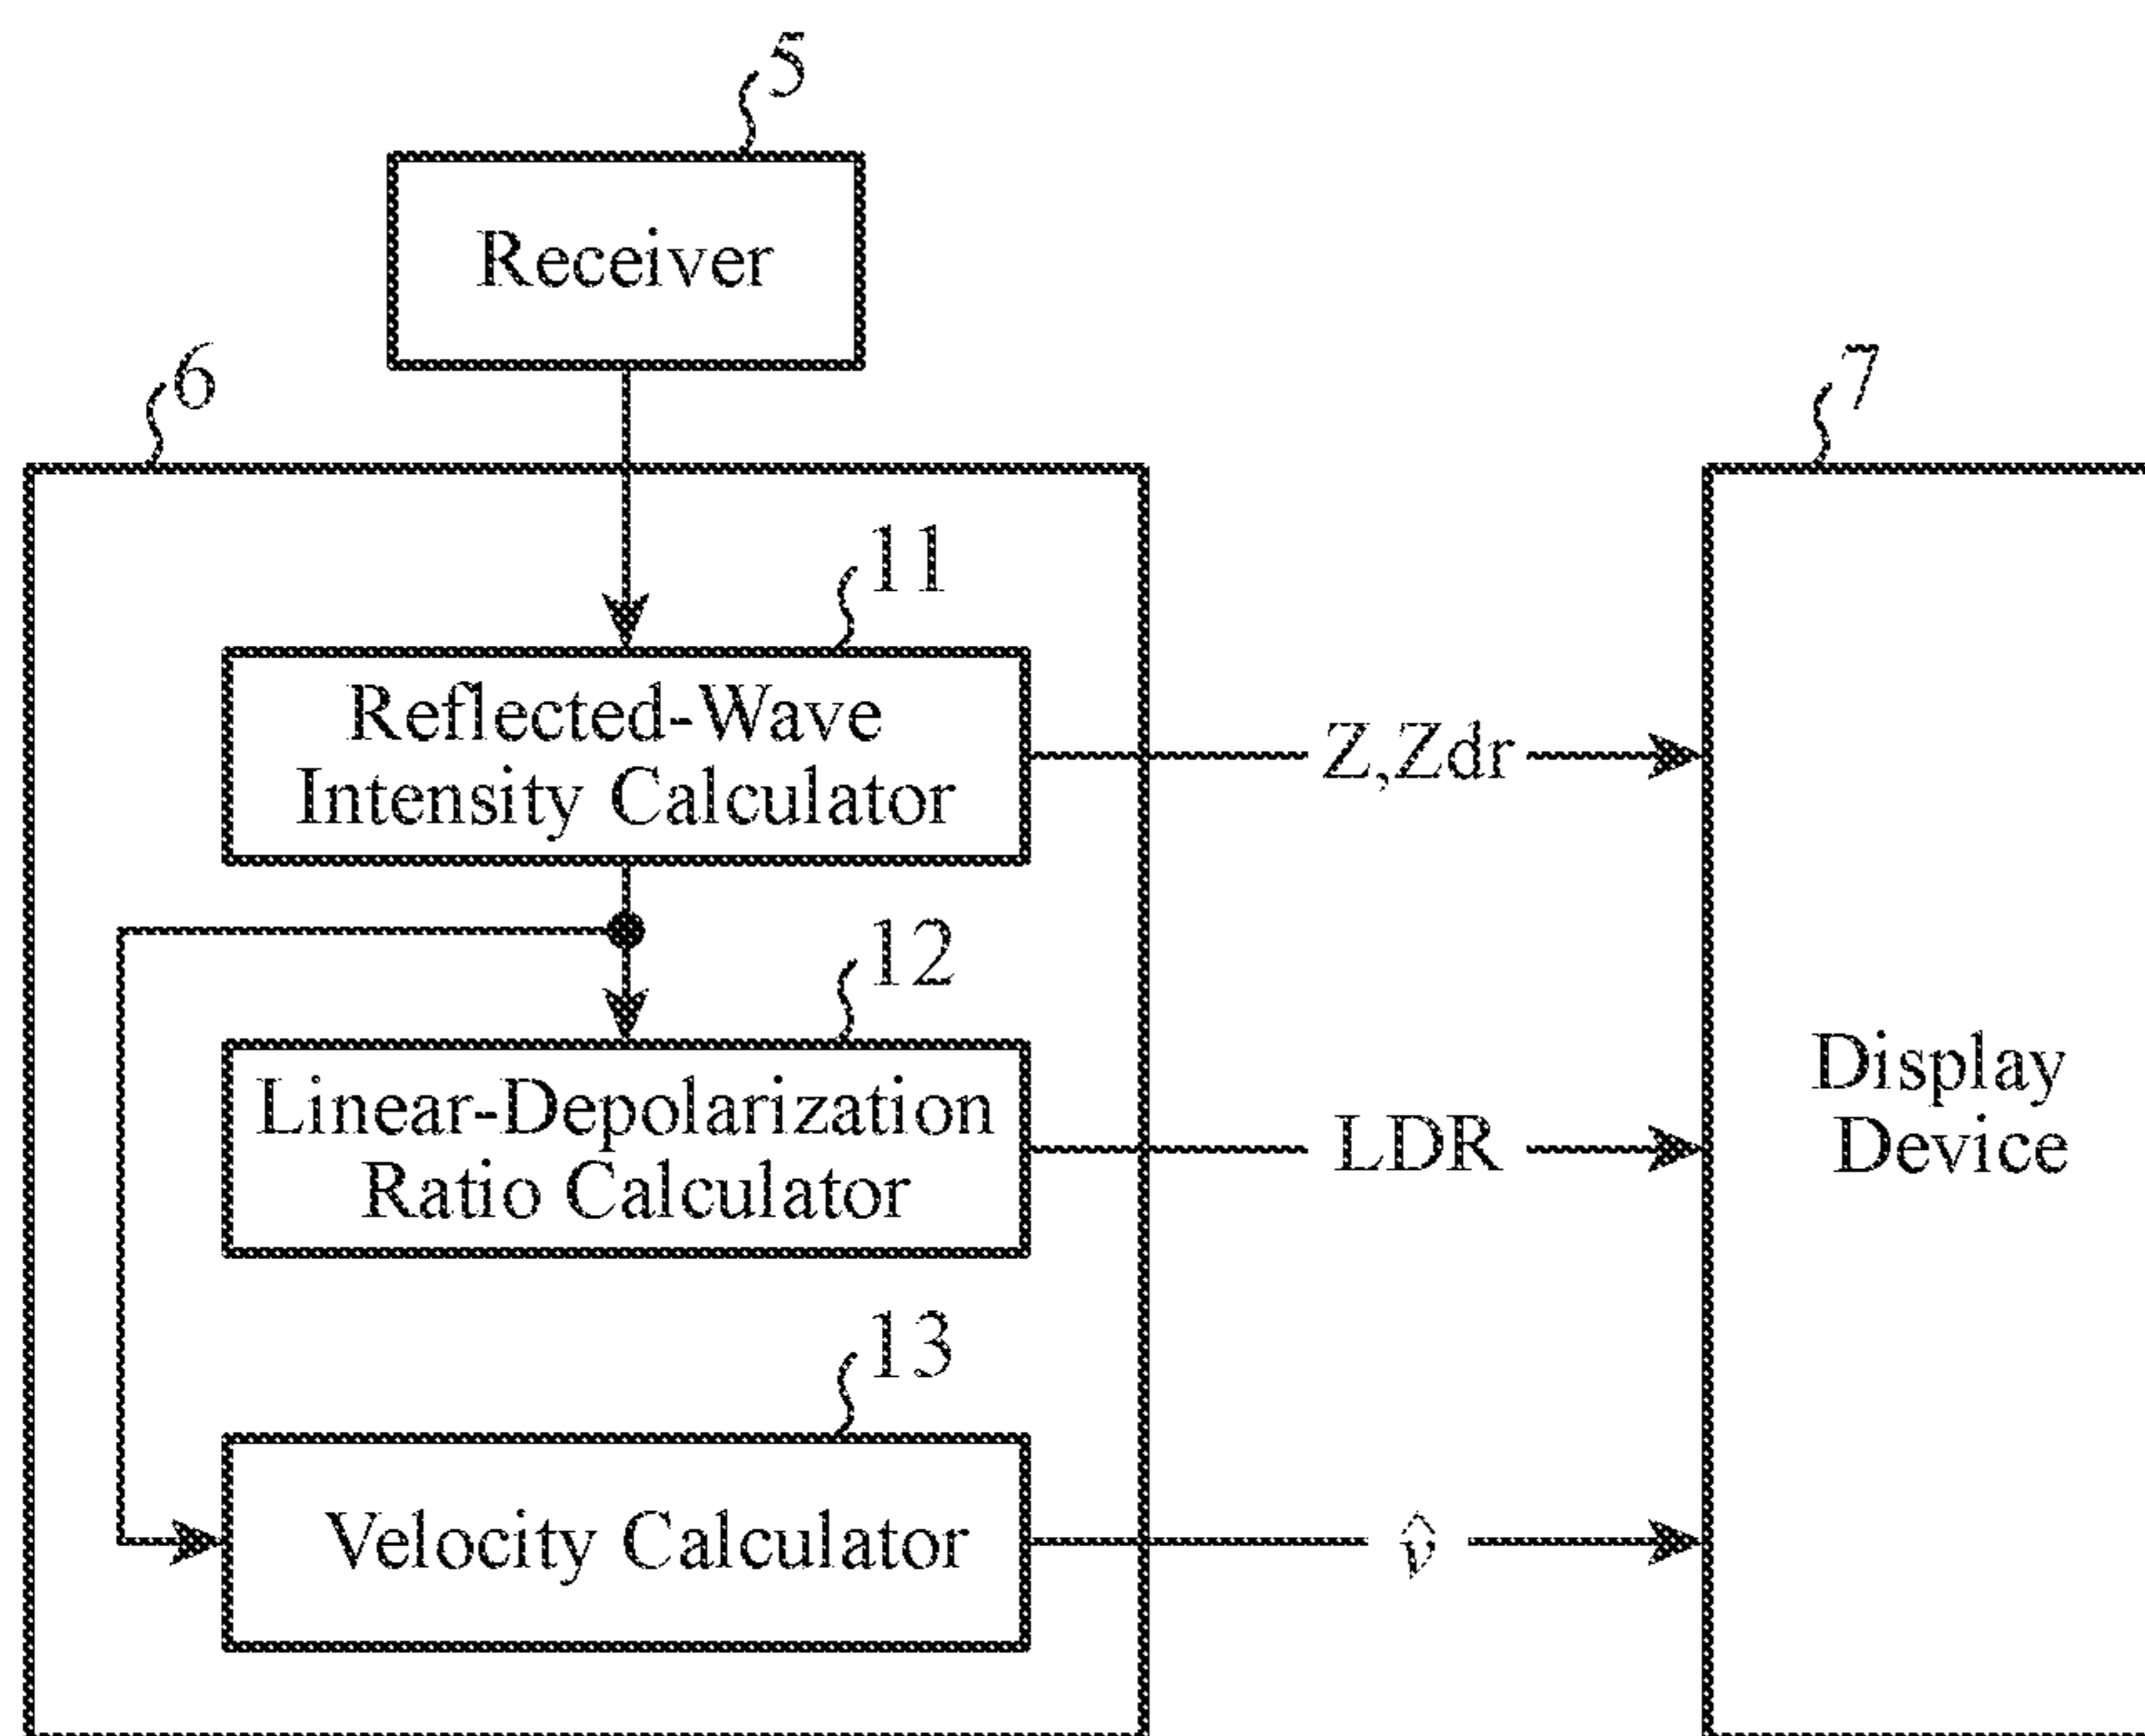 5
Receiver
6
7
11
Reflected-Wave
Intensity Calculator
Z,Zdr
12
Linear-Depolarization
Ratio Calculator
LDR
Display
Device
13
Velocity Calculator
v̂